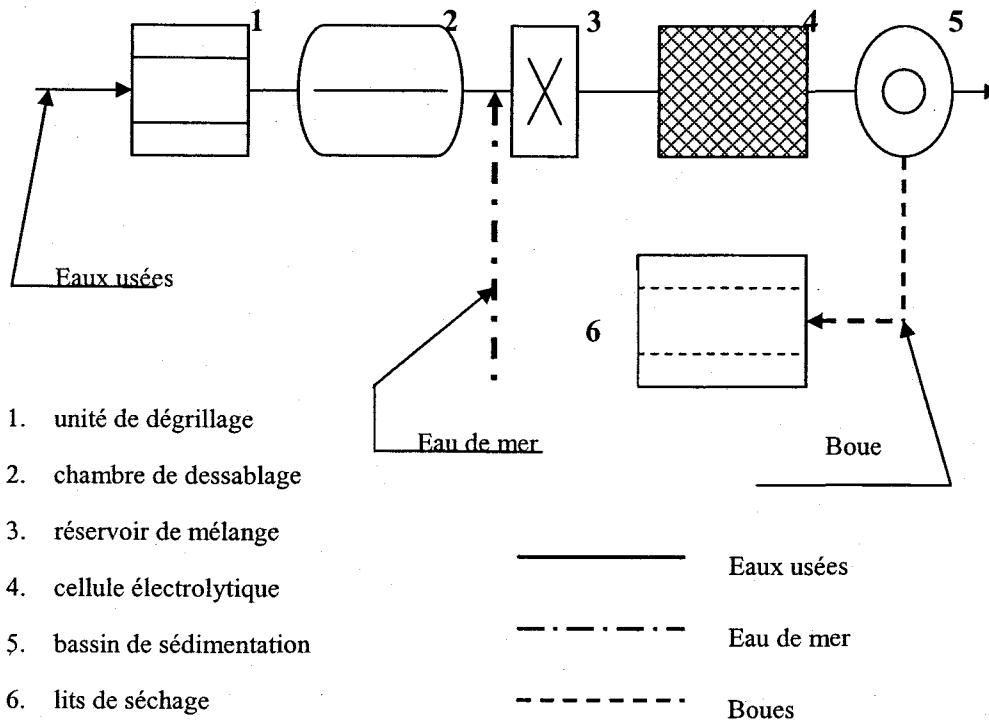 1
2
3
4
5
Eaux usées
6
Eau de mer
Boue
1. unité de dégrillage
2. chambre de dessablage
3. réservoir de mélange
4. cellule électrolytique
5. bassin de sédimentation
6. lits de séchage
Eaux usées
Eau de mer
Boues